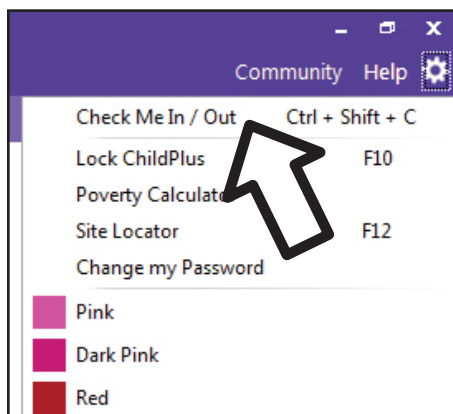 Community Help
Check Me In / Out Ctrl + Shift + C
Lock ChildPlus F10
Poverty
Site Locator F12
Change my Password
Pink
Dark Pink
Red